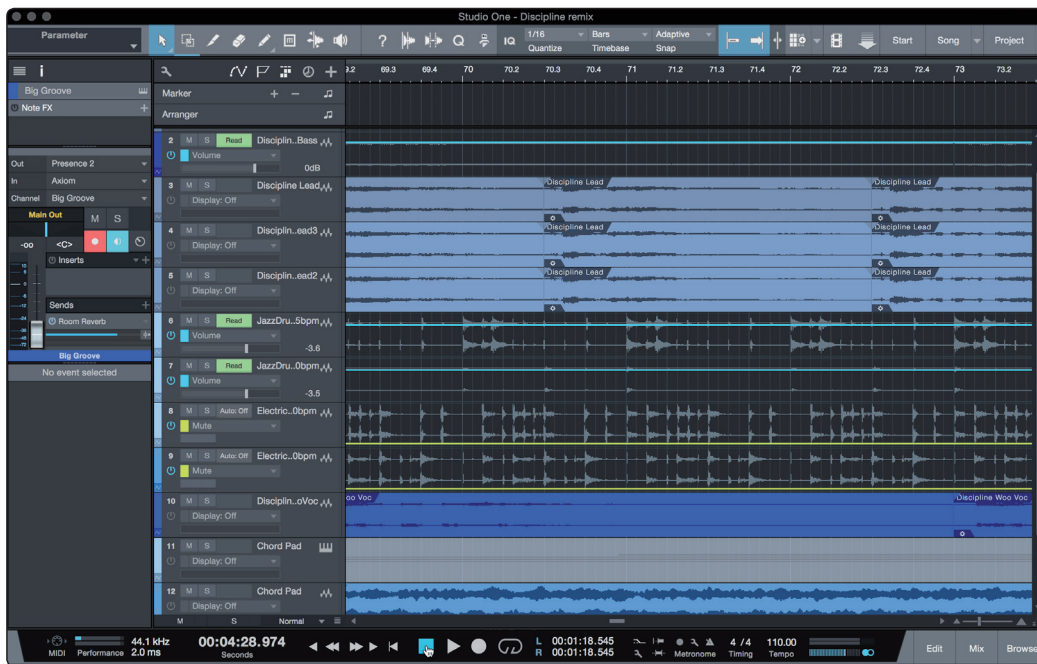 Studio One - Discipline remix
Parameter
1/16
Quantize
Bars
Timebase
Adaptive
Snap
IQ
Start
Song
Project
Big Groove
Note FX
Out Presence 2
In Axiom
Channel Big Groove
Main Out M S
-oo <C>
Inserts
Sends
Room Reverb
Big Groove
No event selected
Marker
Arranger
69.3 69.4 70 70.2 70.3 70.4 71 71.2 71.3 71.4 72 72.2 72.3 72.4 73 73.2
2 M S Read Disciplin..Bass
Volume
0dB
3 M S Discipline Lead
Display: Off
4 M S Disciplin..ead3
Display: Off
5 M S Disciplin..ead2
Display: Off
6 M S Read JazzDru..5bpm
Volume
-3.6
7 M S Read JazzDru..0bpm
Volume
-3.5
8 M S Auto: Off Electric..0bpm
Mute
9 M S Auto: Off Electric..0bpm
Mute
10 M S Disciplin..oVoc
Display: Off
11 M S Chord Pad
Display: Off
12 M S Chord Pad
Display: Off
M S Normal
Discipline Lead Discipline Lead
Discipline Lead Discipline Lead
Discipline Lead Discipline Lead
oo Voc Discipline Woo Voc
MIDI Performance
44.1 kHz
2.0 ms
00:04:28.974
Seconds
L 00:01:18.545
R 00:01:18.545
Metronome
4 / 4
Timing
110.00
Tempo
Edit
Mix
Browse